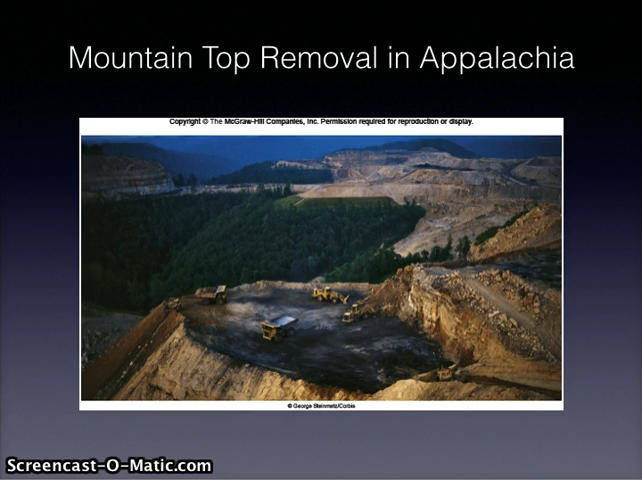 Mountain Top Removal in Appalachia
Copyright © The McGraw-Hill Companies, Inc. Permission required for reproduction or display.
© George Steinmetz/Corbis
Screencast-O-Matic.com